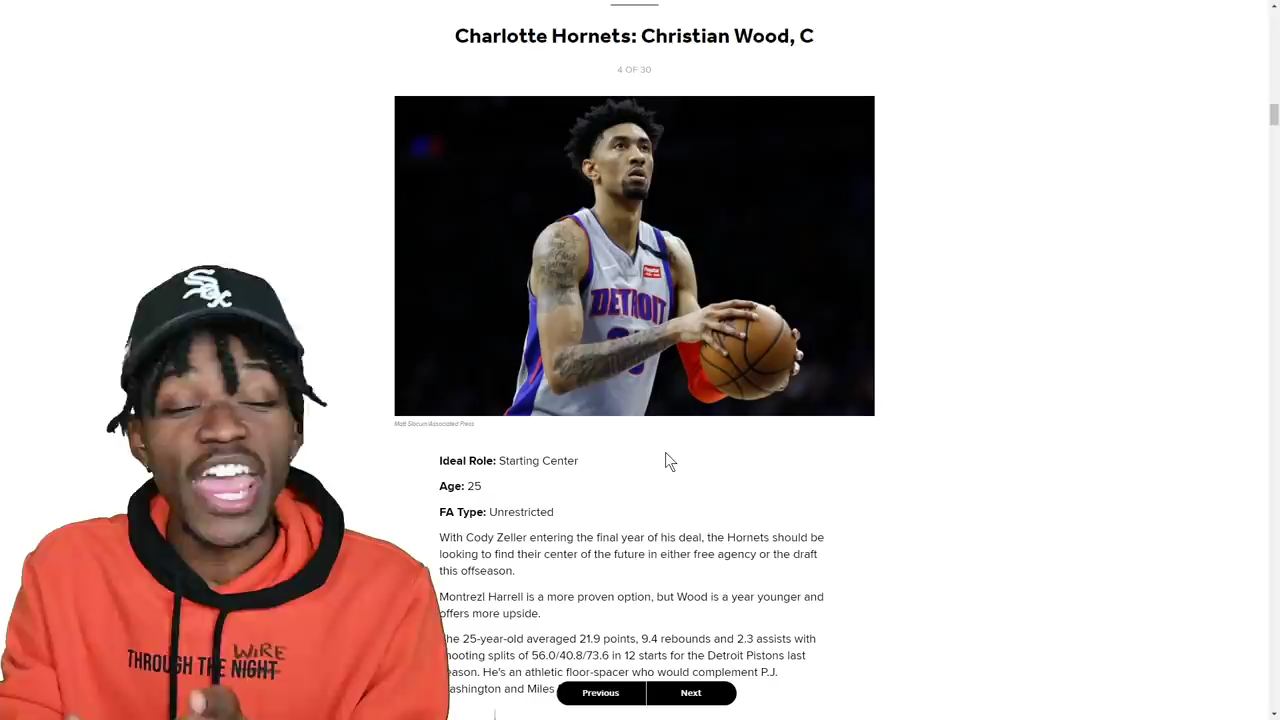 Charlotte Hornets: Christian Wood, C
4 OF 30
DETROIT
Matt Slocum/Associated Press
Ideal Role: Starting Center
Age: 25
FA Type: Unrestricted
With Cody Zeller entering the final year of his deal, the Hornets should be
looking to find their center of the future in either free agency or the draft
this offseason.
Montrezl Harrell is a more proven option, but Wood is a year younger and
offers more upside.
he 25-year-old averaged 21.9 points, 9.4 rebounds and 2.3 assists with
hooting splits of 56.0/40.8/73.6 in 12 starts for the Detroit Pistons last
eason. He's an athletic floor-spacer who would complement P.J.
ashington and Miles
Previous
Next
Sox
WIRE
THROUGH THE NIGHT